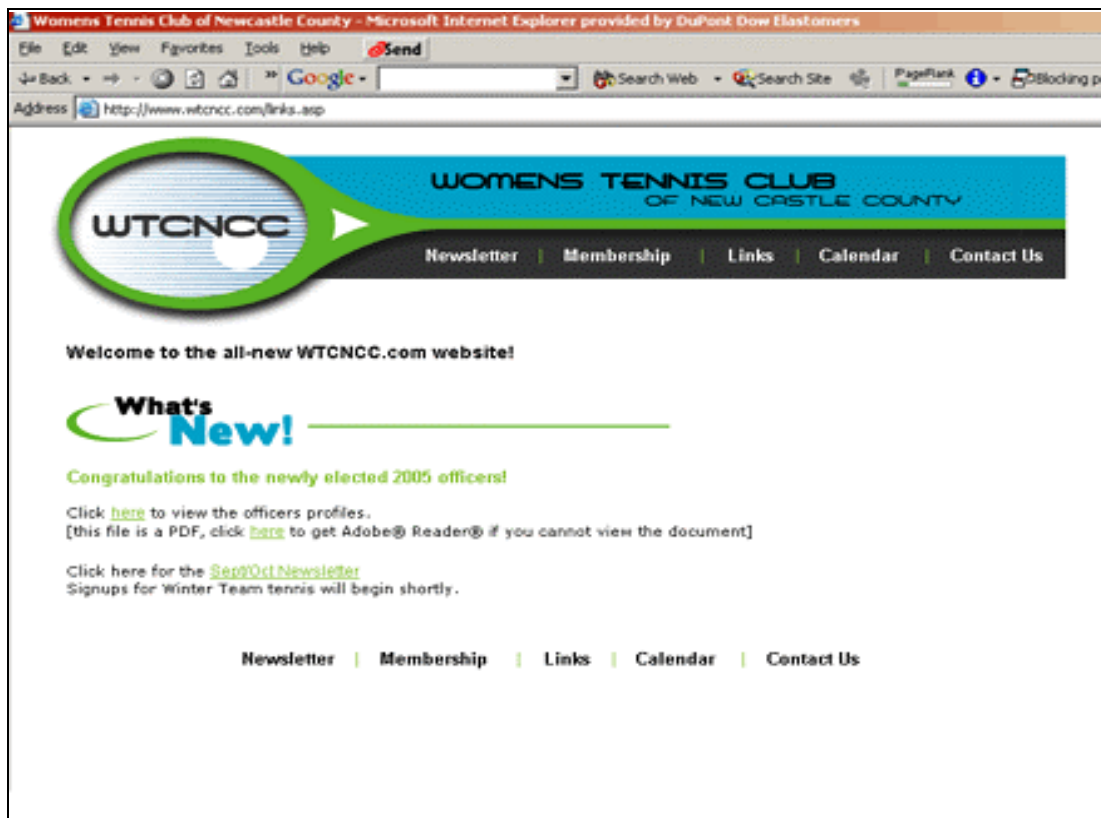 Womens Tennis Club of Newcastle County - Microsoft Internet Explorer provided by DuPont Dow Elastomers
File Edit View Favorites Tools Help Send
Back » Google Search Web Search Site PageRank Blocking p
Address http://www.wtcncc.com/links.asp
WOMENS TENNIS CLUB
OF NEW CASTLE COUNTY
WTCNCC
Newsletter | Membership | Links | Calendar | Contact Us
Welcome to the all-new WTCNCC.com website!
What's
New!
Congratulations to the newly elected 2005 officers!
Click here to view the officers profiles.
[this file is a PDF, click here to get Adobe® Reader® if you cannot view the document]
Click here for the Sept/Oct Newsletter
Signups for Winter Team tennis will begin shortly.
Newsletter | Membership | Links | Calendar | Contact Us